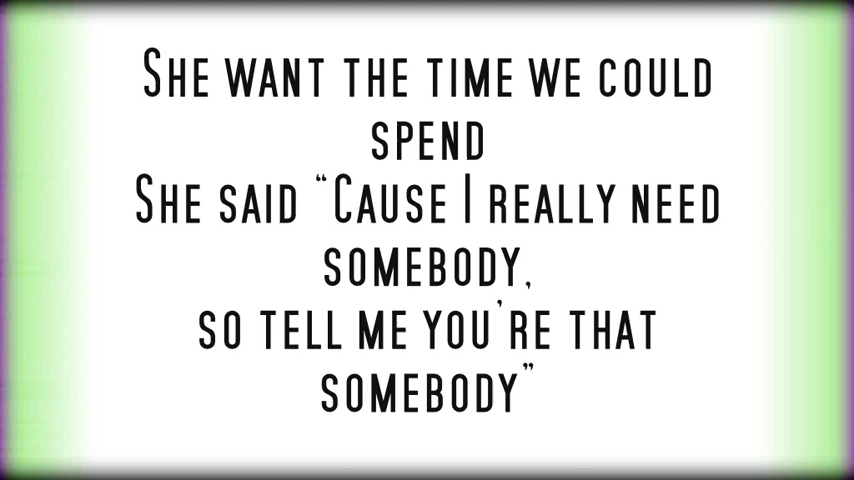 She want the time we could
spend
She said “Cause I really need
somebody,
so tell me you’re that
somebody”